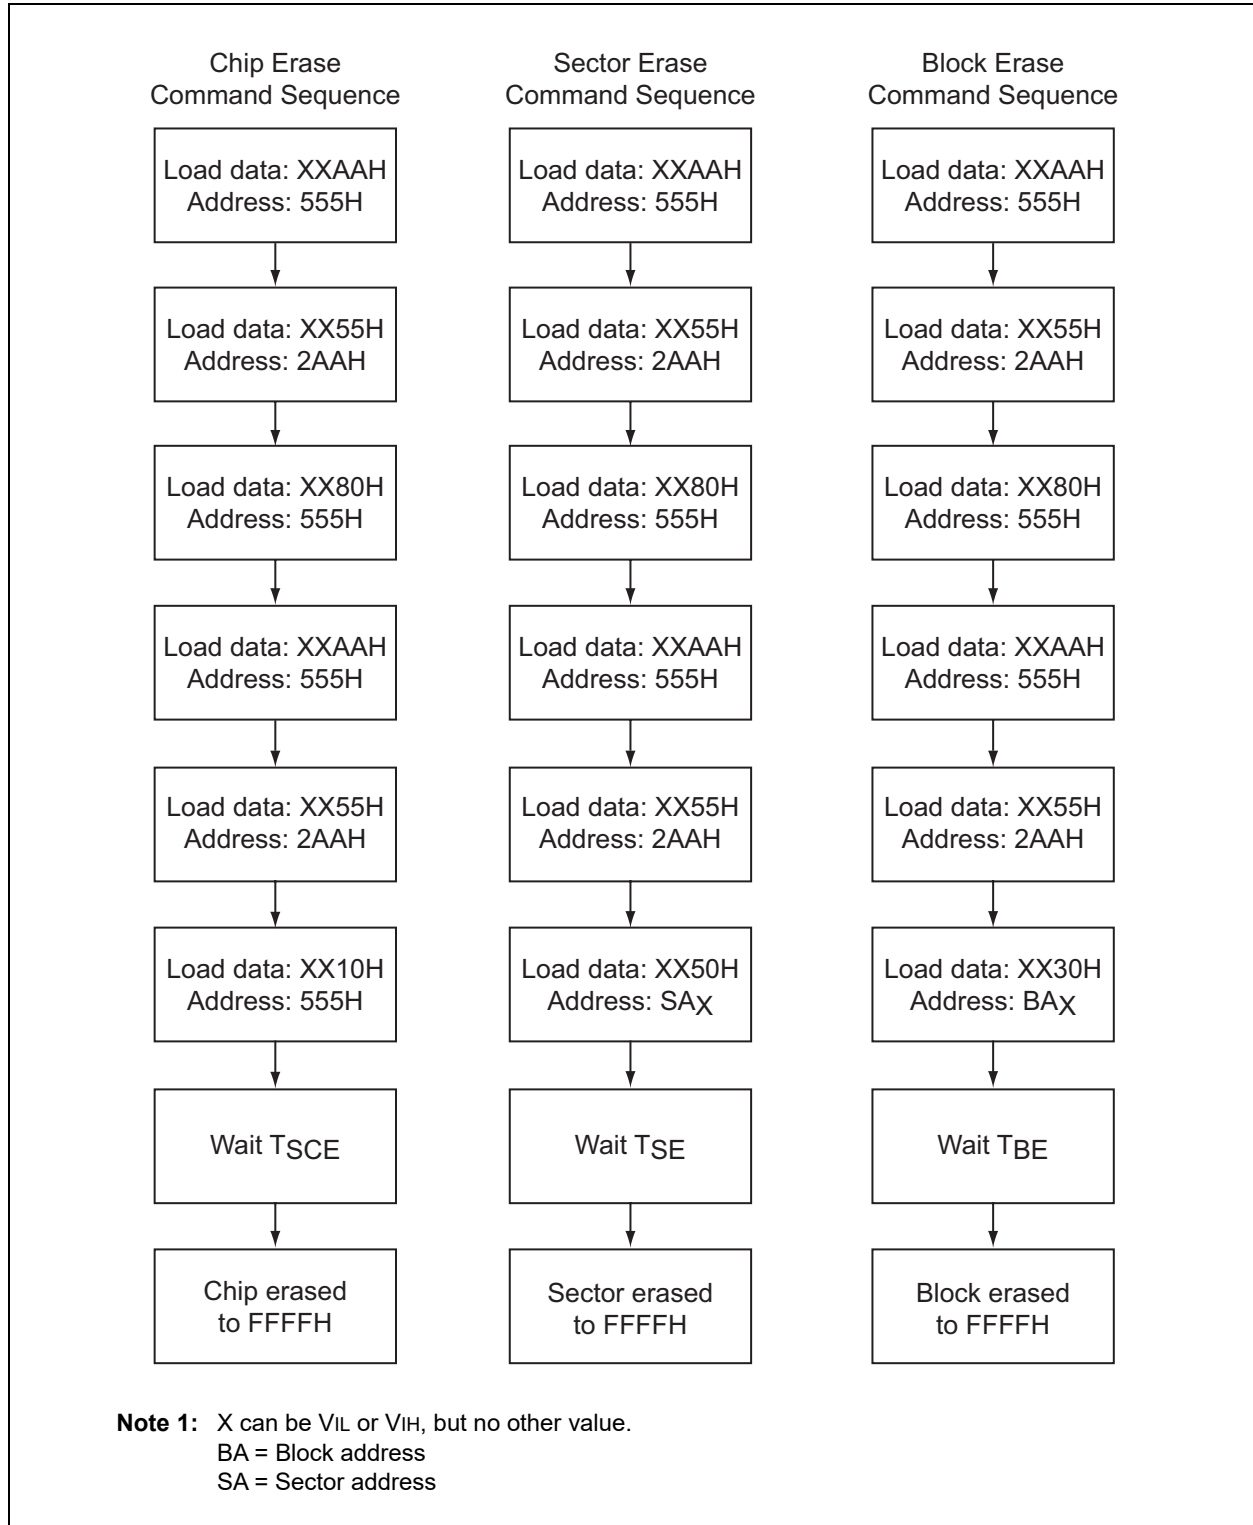 Chip Erase
Command Sequence
Load data: XXAAH
Address: 555H
Load data: XX55H
Address: 2AAH
Load data: XX80H
Address: 555H
Load data: XXAAH
Address: 555H
Load data: XX55H
Address: 2AAH
Load data: XX10H
Address: 555H
Wait TSCE
Chip erased
to FFFFH
Sector Erase
Command Sequence
Load data: XXAAH
Address: 555H
Load data: XX55H
Address: 2AAH
Load data: XX80H
Address: 555H
Load data: XXAAH
Address: 555H
Load data: XX55H
Address: 2AAH
Load data: XX50H
Address: SAX
Wait TSE
Sector erased
to FFFFH
Block Erase
Command Sequence
Load data: XXAAH
Address: 555H
Load data: XX55H
Address: 2AAH
Load data: XX80H
Address: 555H
Load data: XXAAH
Address: 555H
Load data: XX55H
Address: 2AAH
Load data: XX30H
Address: BAX
Wait TBE
Block erased
to FFFFH
Note 1: X can be VIL or VIH, but no other value.
BA = Block address
SA = Sector address